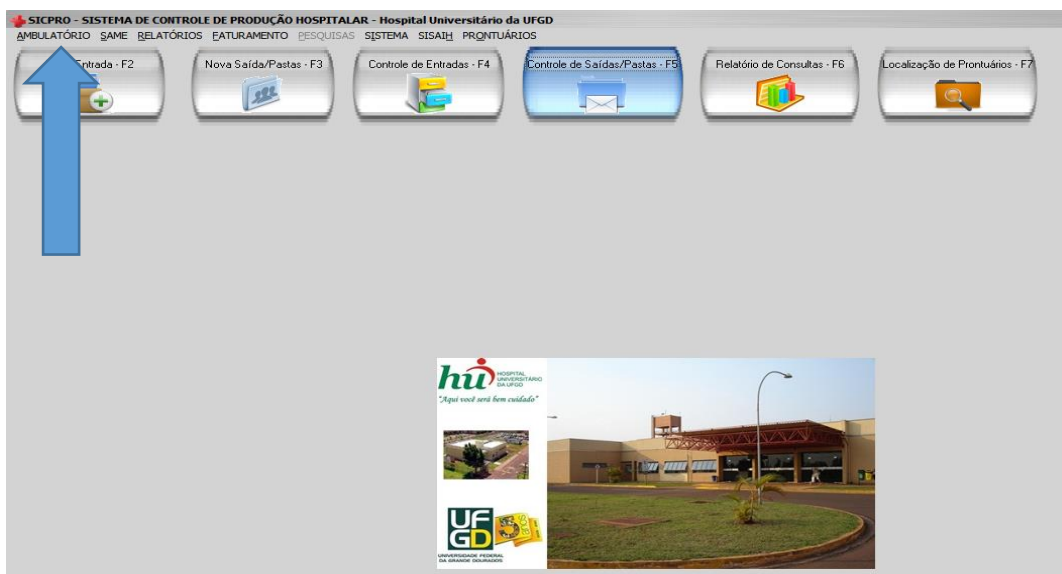 SICPRO - SISTEMA DE CONTROLE DE PRODUÇÃO HOSPITALAR - Hospital Universitário da UFGD
AMBULATÓRIO SAME RELATÓRIOS FATURAMENTO PESQUISAS SISTEMA SISAIH PRONTUÁRIOS
Entrada - F2 Nova Saída/Pastas - F3 Controle de Entradas - F4 Controle de Saídas/Pastas - F5 Relatório de Consultas - F6 Localização de Prontuários - F7
hu HOSPITAL
UNIVERSITÁRIO
DA UFGD
"Aqui você será bem cuidado"
UF
GD
UNIVERSIDADE FEDERAL
DA GRANDE DOURADOS